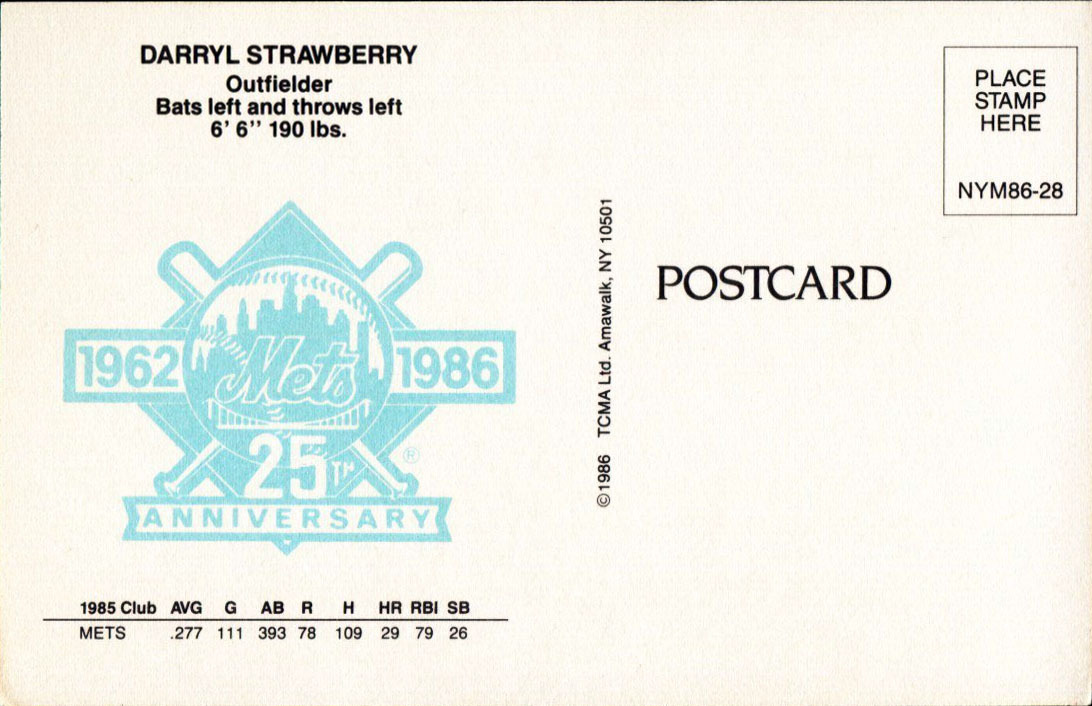 DARRYL STRAWBERRY
Outfielder
Bats left and throws left
6' 6'' 190 lbs.
1962 Mets 1986
25TH
®
ANNIVERSARY
1985 Club AVG G AB R H HR RBI SB
METS .277 111 393 78 109 29 79 26
©1986 TCMA Ltd. Amawalk, NY 10501
POSTCARD
PLACE
STAMP
HERE
NYM86-28